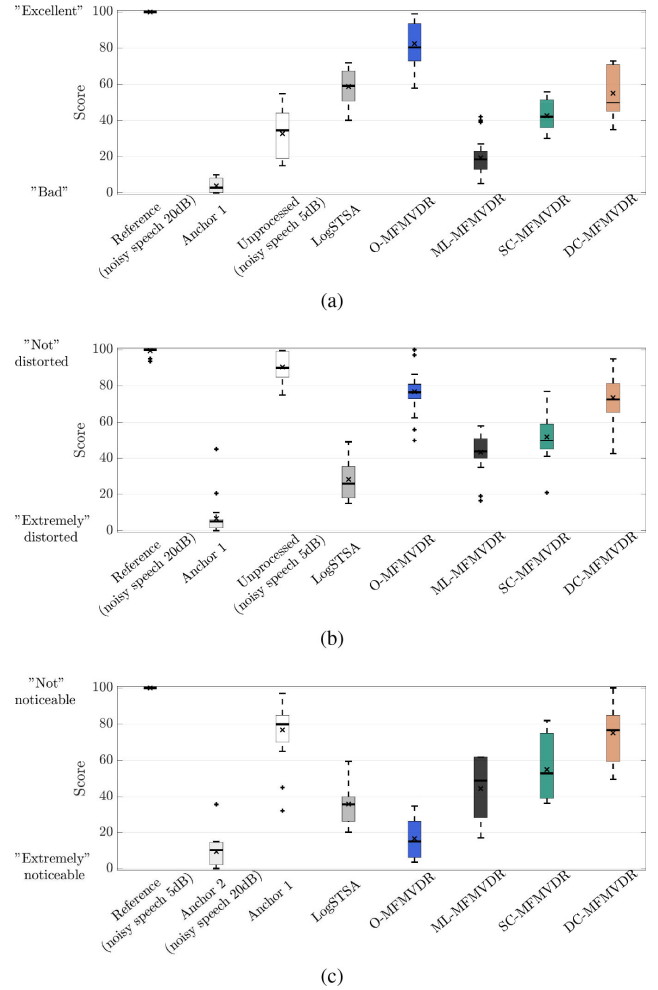 "Excellent"
100
80
60
40
20
0
Score
"Bad"
Reference
(noisy speech 20dB)
Anchor 1
Unprocessed
(noisy speech 5dB)
LogSTSA
O-MFMVDR
ML-MFMVDR
SC-MFMVDR
DC-MFMVDR
(a)
"Not"
distorted
100
80
60
40
20
0
Score
"Extremely"
distorted
Reference
(noisy speech 20dB)
Anchor 1
Unprocessed
(noisy speech 5dB)
LogSTSA
O-MFMVDR
ML-MFMVDR
SC-MFMVDR
DC-MFMVDR
(b)
"Not"
noticeable
100
80
60
40
20
0
Score
"Extremely"
noticeable
Reference
(noisy speech 5dB)
Anchor 2
(noisy speech 20dB)
Anchor 1
LogSTSA
O-MFMVDR
ML-MFMVDR
SC-MFMVDR
DC-MFMVDR
(c)